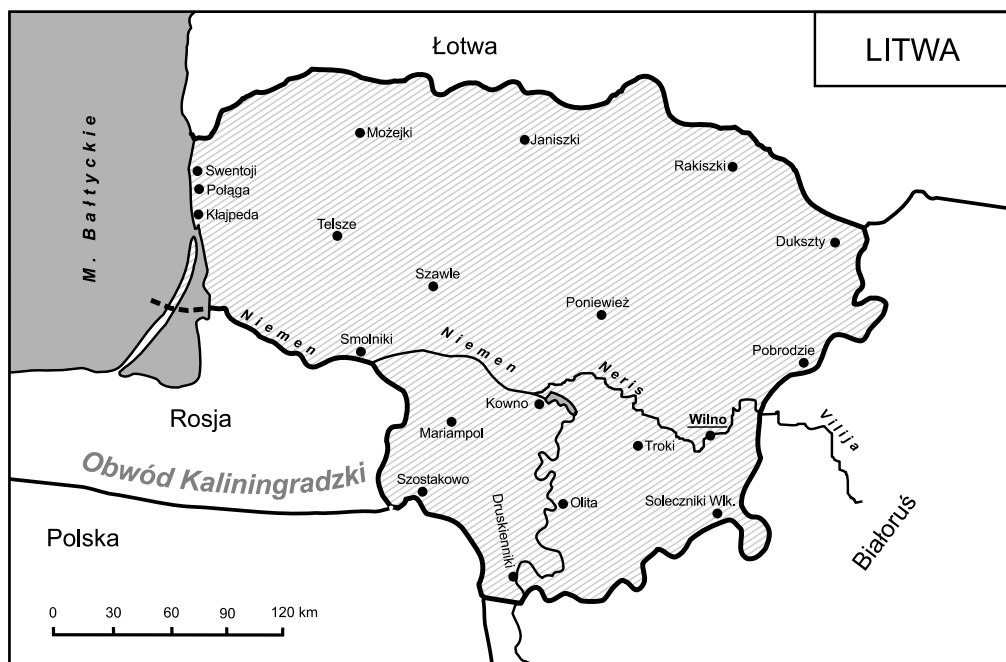 Łotwa
LITWA
M. Bałtyckie
Możejki
Janiszki
Rakiszki
Swentoji
Połąga
Kłajpeda
Telsze
Dukszty
Szawle
Poniewież
Niemen
Smolniki
Niemen
Neris
Pobrodzie
Kowno
Wilno
Vilija
Rosja
Mariampol
Troki
Obwód Kaliningradzki
Szostakowo
Druskienniki
Olita
Soleczniki Wlk.
Białoruś
Polska
0 30 60 90 120 km